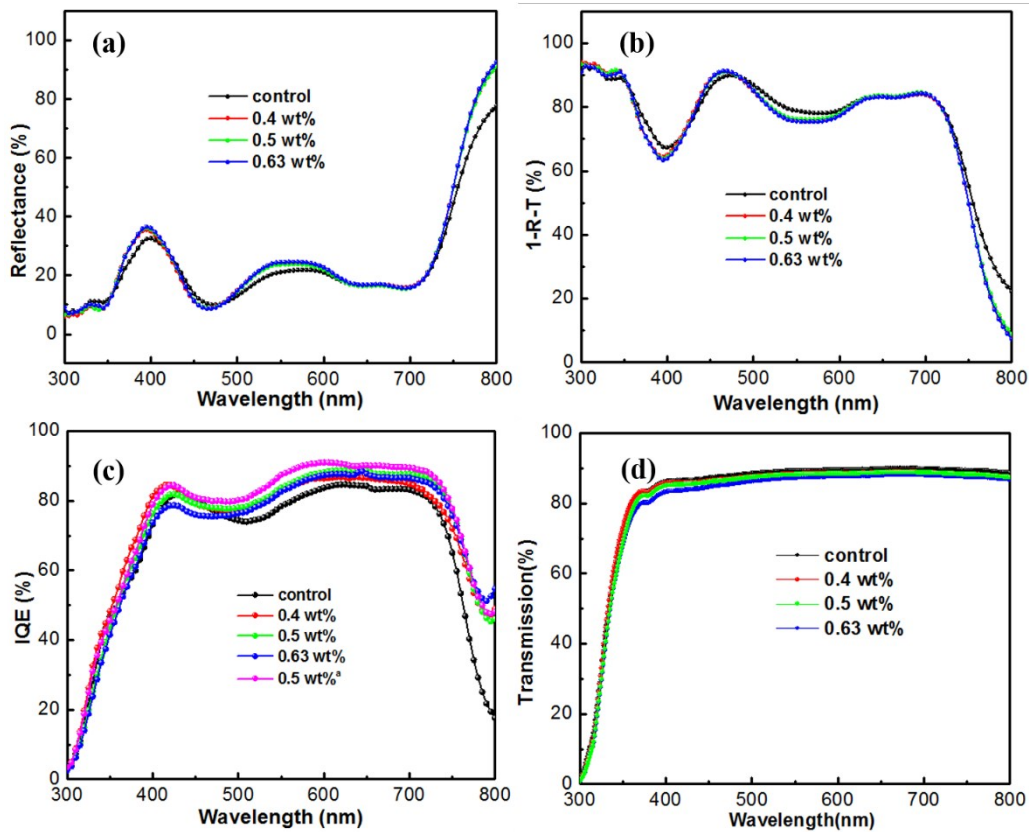 (a)
control
0.4 wt%
0.5 wt%
0.63 wt%
Reflectance (%)
100
80
60
40
20
0
300 400 500 600 700 800
Wavelength (nm)
(b)
control
0.4 wt%
0.5 wt%
0.63 wt%
1-R-T (%)
100
80
60
40
20
0
300 400 500 600 700 800
Wavelength (nm)
(c)
control
0.4 wt%
0.5 wt%
0.63 wt%
0.5 wt%ᵃ
IQE (%)
100
80
60
40
20
0
300 400 500 600 700 800
Wavelength (nm)
(d)
control
0.4 wt%
0.5 wt%
0.63 wt%
Transmission(%)
100
80
60
40
20
0
300 400 500 600 700 800
Wavelength(nm)